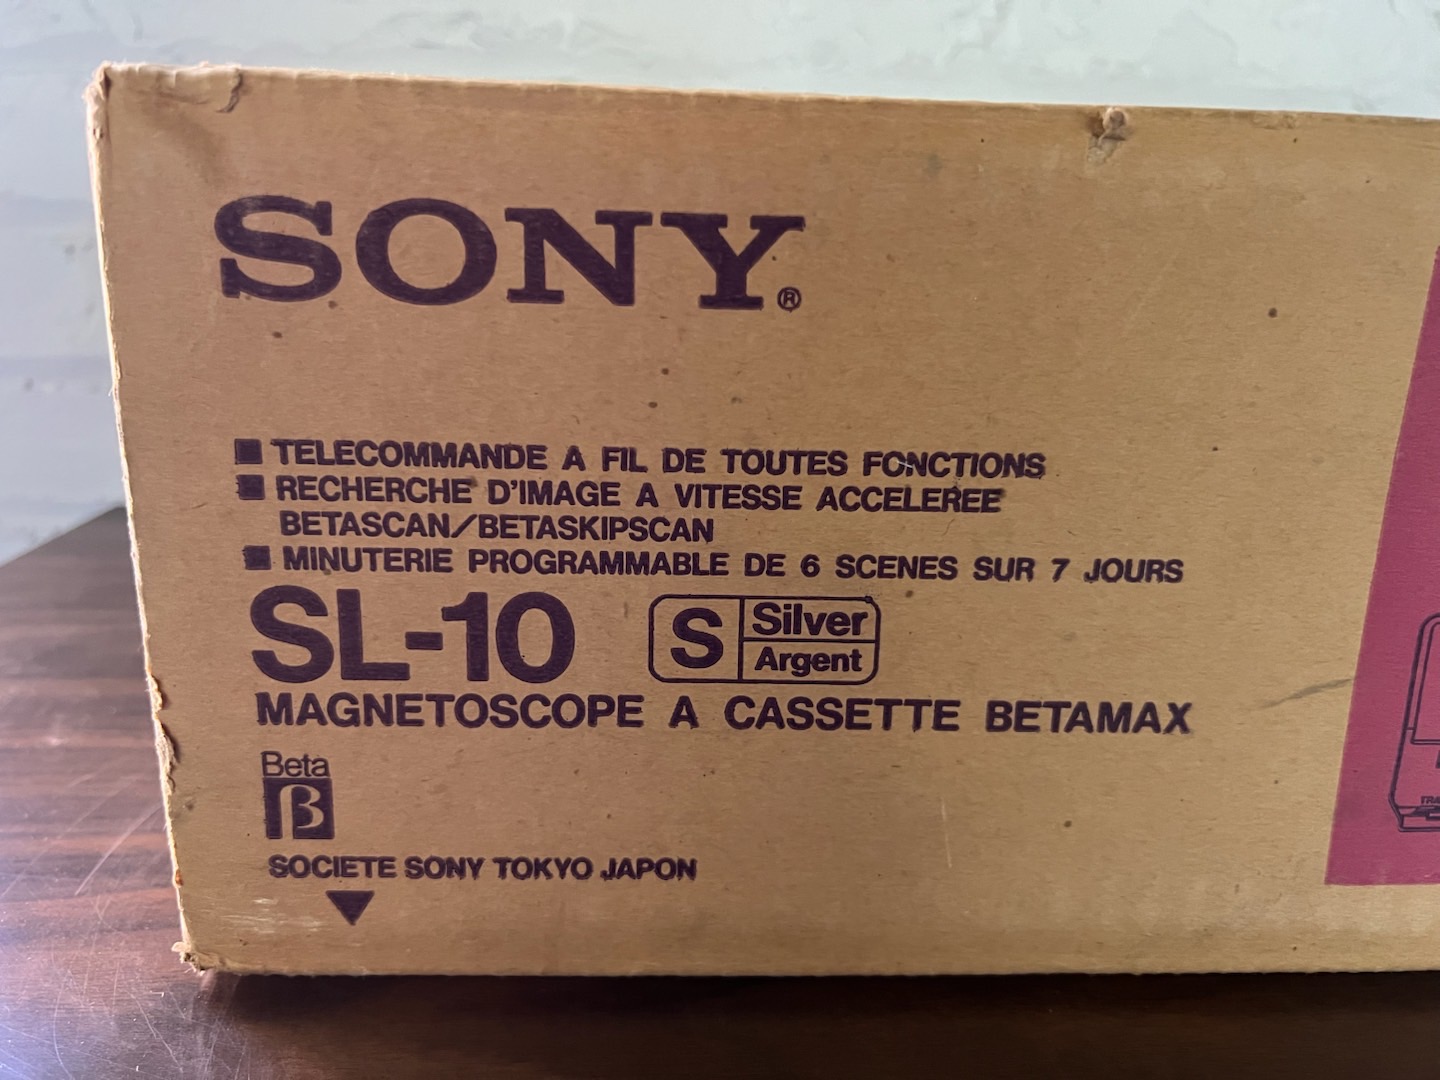 SONY®
■ TELECOMMANDE A FIL DE TOUTES FONCTIONS
■ RECHERCHE D'IMAGE A VITESSE ACCELEREE
BETASCAN/BETASKIPSCAN
■ MINUTERIE PROGRAMMABLE DE 6 SCENES SUR 7 JOURS
SL-10
S
Silver
Argent
MAGNETOSCOPE A CASSETTE BETAMAX
Beta
β
SOCIETE SONY TOKYO JAPON